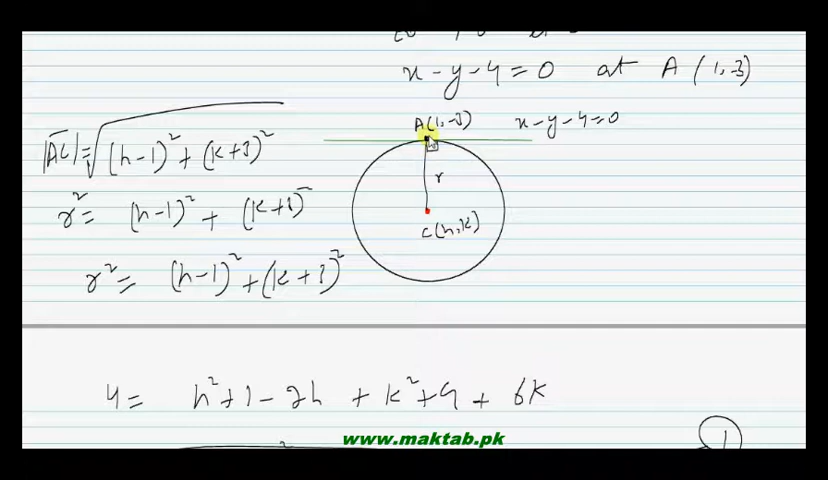 x - y - 4 = 0 at A (1, -3)
A(1, -3) x - y - 4 = 0
|AC| = √(h-1)² + (k+3)²
r
r² = (h-1)² + (k+3)²
C(h, k)
r² = (h-1)² + (k+3)²
4 = h² + 1 - 2h + k² + 9 + 6k
www.maktab.pk
1